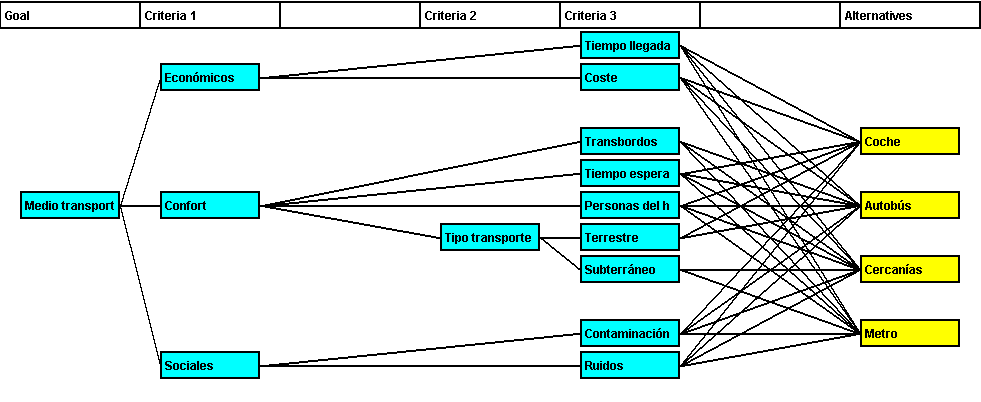 Goal
Criteria 1
Criteria 2
Criteria 3
Alternatives
Tiempo llegada
Económicos
Coste
Transbordos
Coche
Tiempo espera
Medio transport
Confort
Personas del h
Autobús
Tipo transporte
Terrestre
Subterráneo
Cercanías
Contaminación
Metro
Sociales
Ruidos